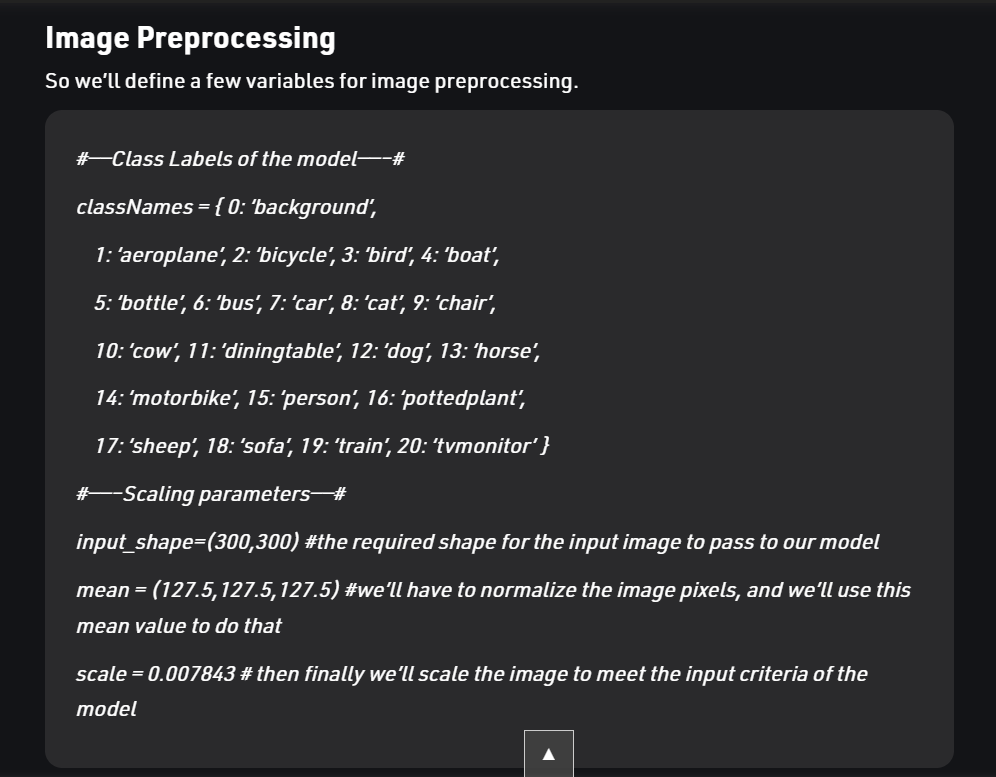 Image Preprocessing
So we’ll define a few variables for image preprocessing.
#—–Class Labels of the model—–-#
classNames = { 0: ‘background’,
1: ‘aeroplane’, 2: ‘bicycle’, 3: ‘bird’, 4: ‘boat’,
5: ‘bottle’, 6: ‘bus’, 7: ‘car’, 8: ‘cat’, 9: ‘chair’,
10: ‘cow’, 11: ‘diningtable’, 12: ‘dog’, 13: ‘horse’,
14: ‘motorbike’, 15: ‘person’, 16: ‘pottedplant’,
17: ‘sheep’, 18: ‘sofa’, 19: ‘train’, 20: ‘tvmonitor’ }
#—–-Scaling parameters—–#
input_shape=(300,300) #the required shape for the input image to pass to our model
mean = (127.5,127.5,127.5) #we’ll have to normalize the image pixels, and we’ll use this
mean value to do that
scale = 0.007843 # then finally we’ll scale the image to meet the input criteria of the
model